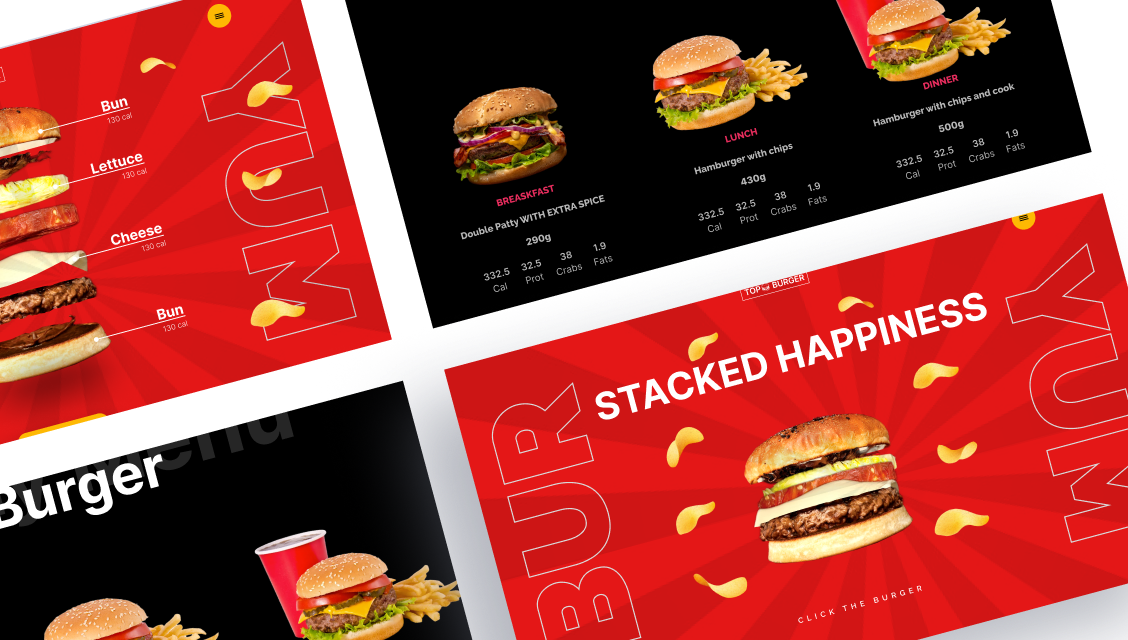 Bun
130 cal
Lettuce
130 cal
Cheese
130 cal
Bun
130 cal
YUM
BREASKFAST
Double Patty WITH EXTRA SPICE
290g
332.5 32.5 38 1.9
Cal Prot Crabs Fats
LUNCH
Hamburger with chips
430g
332.5 32.5 38 1.9
Cal Prot Crabs Fats
DINNER
Hamburger with chips and cook
500g
332.5 32.5 38 1.9
Cal Prot Crabs Fats
menu
Burger
TOP BURGER
STACKED HAPPINESS
BUR
YUM
CLICK THE BURGER